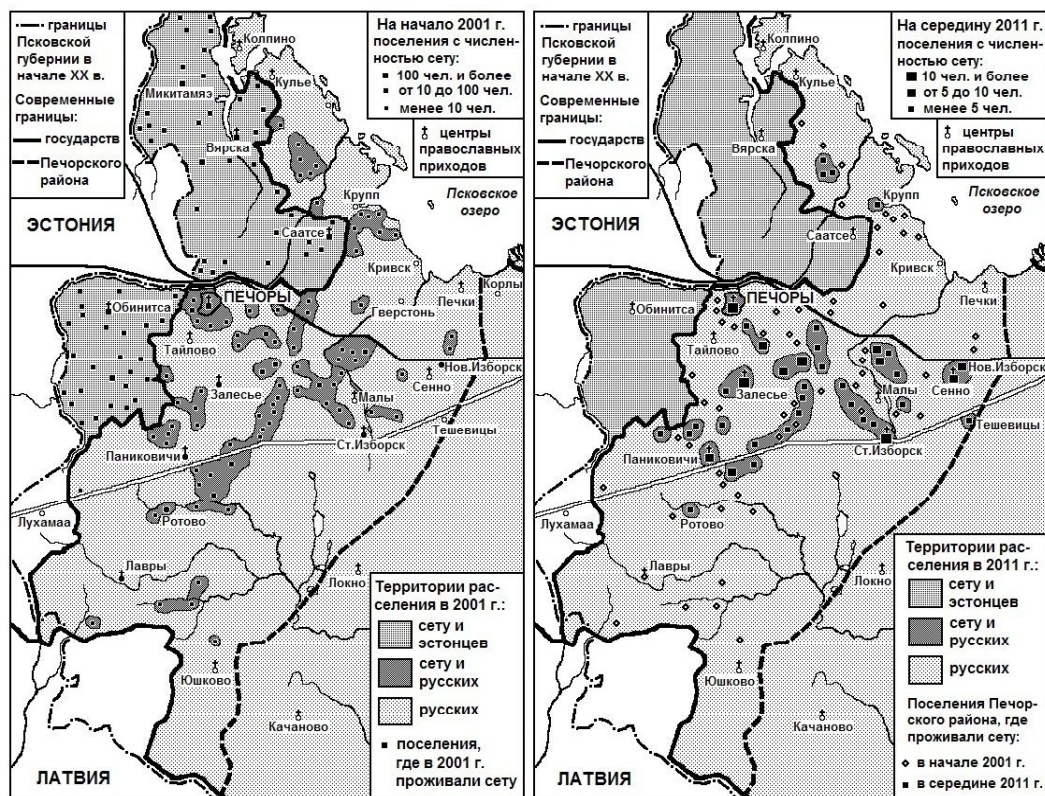 границы
Псковской
губернии в
начале XX в.
Современные
границы:
государств
Печорского
района
На начало 2001 г.
поселения с числен-
ностью сету:
100 чел. и более
от 10 до 100 чел.
менее 10 чел.
центры
православных
приходов
Колпино
Кулье
Микитамяэ
Вярска
Крупп
Псковское
озеро
ЭСТОНИЯ
Саатсе
Кривск
Печки
Корлы
ПЕЧОРЫ
Обинитса
Гверстонь
Тайлово
Нов.Изборск
Сенно
Залесье
Малы
Тешевицы
Ст.Изборск
Паниковичи
Лухамаа
Ротово
Лавры
Локно
Юшково
Качаново
ЛАТВИЯ
Территории рас-
селения в 2001 г.:
сету и
эстонцев
сету и
русских
русских
поселения,
где в 2001 г.
проживали сету
границы
Псковской
губернии в
начале XX в.
Современные
границы:
государств
Печорского
района
На середину 2011 г.
поселения с числен-
ностью сету:
10 чел. и более
от 5 до 10 чел.
менее 5 чел.
центры
православных
приходов
Колпино
Кулье
Вярска
Крупп
Псковское
озеро
ЭСТОНИЯ
Саатсе
Кривск
Печки
ПЕЧОРЫ
Обинитса
Тайлово
Нов.Изборск
Сенно
Залесье
Малы
Тешевицы
Ст.Изборск
Паниковичи
Лухамаа
Ротово
Лавры
Локно
Юшково
Качаново
ЛАТВИЯ
Территории рас-
селения в 2011 г.:
сету и
эстонцев
сету и
русских
русских
Поселения Печор-
ского района, где
проживали сету:
в начале 2001 г.
в середине 2011 г.